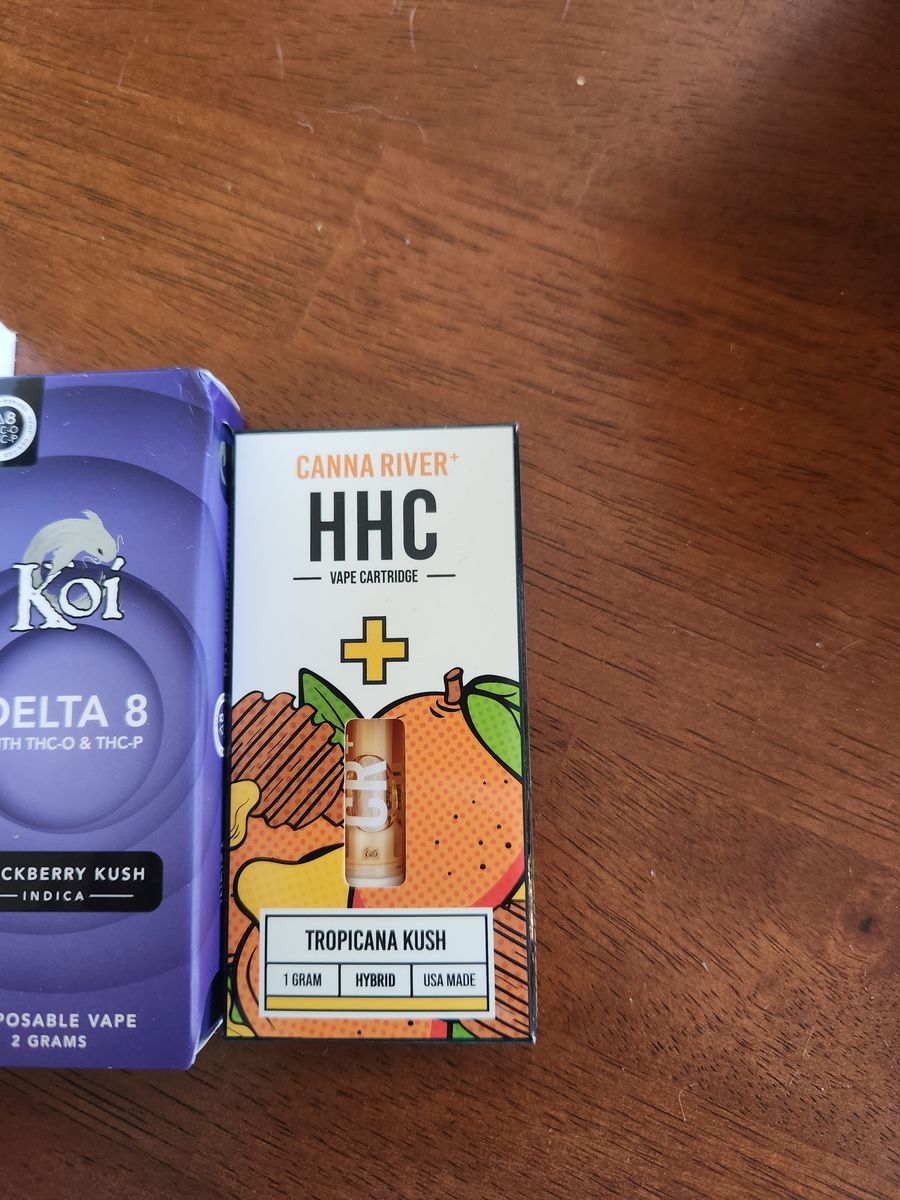 Koi
DELTA 8
TH THC-O & THC-P
CKBERRY KUSH
INDICA
POSABLE VAPE
2 GRAMS
CANNA RIVER+
HHC
VAPE CARTRIDGE
CR
TROPICANA KUSH
1 GRAM HYBRID USA MADE